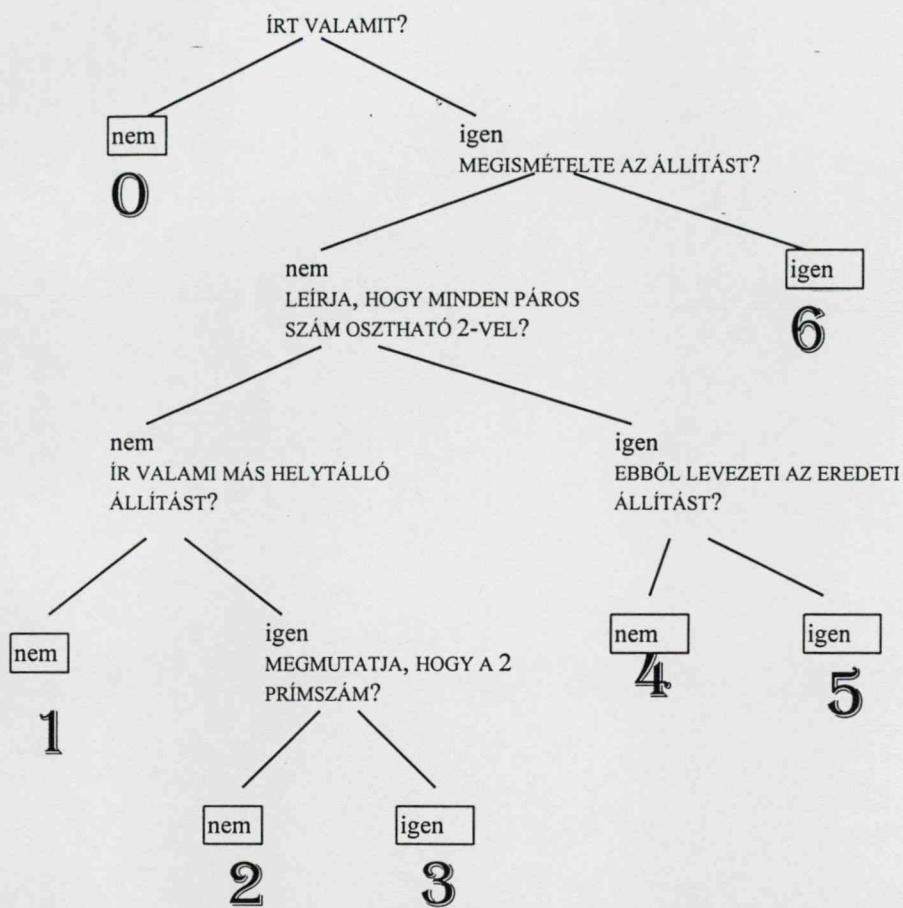 ÍRT VALAMIT?
nem
0
igen
MEGISMÉTELTE AZ ÁLLÍTÁST?
nem
LEÍRJA, HOGY MINDEN PÁROS
SZÁM OSZTHATÓ 2-VEL?
igen
6
nem
ÍR VALAMI MÁS HELYTÁLLÓ
ÁLLÍTÁST?
igen
EBBŐL LEVEZETI AZ EREDETI
ÁLLÍTÁST?
nem
1
igen
MEGMUTATJA, HOGY A 2
PRÍMSZÁM?
nem
4
igen
5
nem
2
igen
3